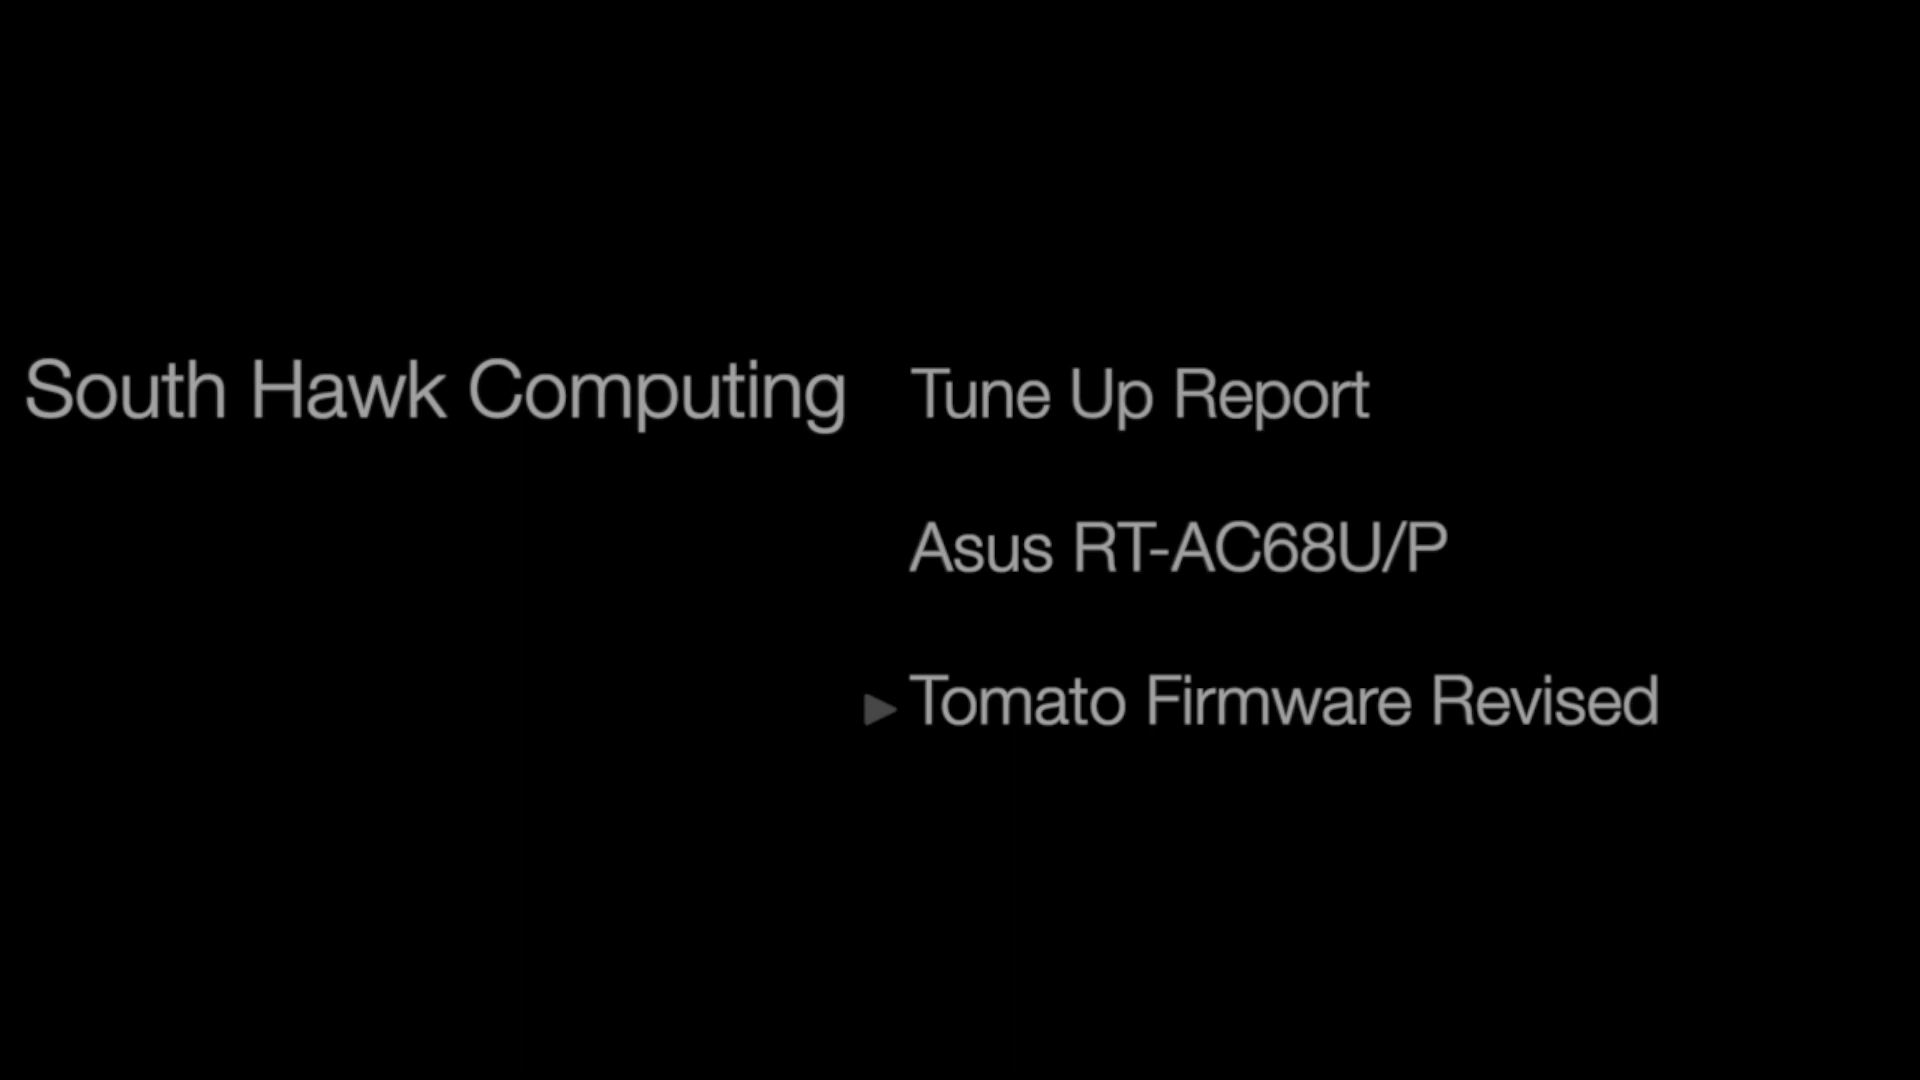 South Hawk Computing
Tune Up Report
Asus RT-AC68U/P
Tomato Firmware Revised